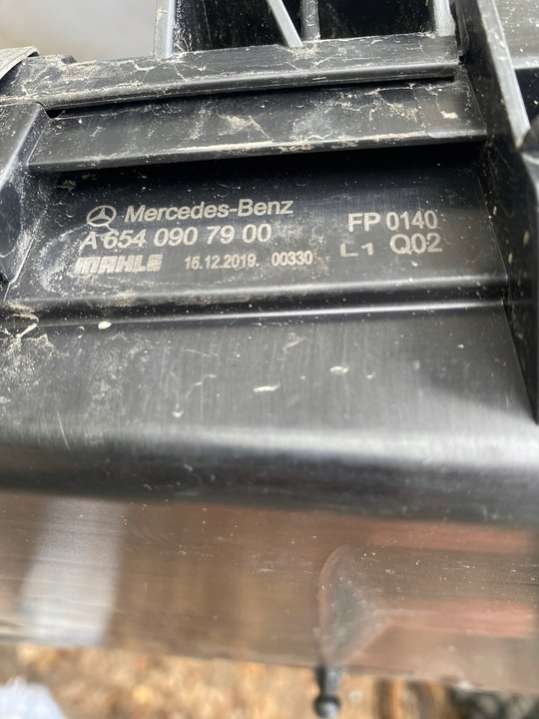 Mercedes-Benz
A 654 090 79 00
MAHLE 16.12.2019. 00330
FP 0140
L1 Q02